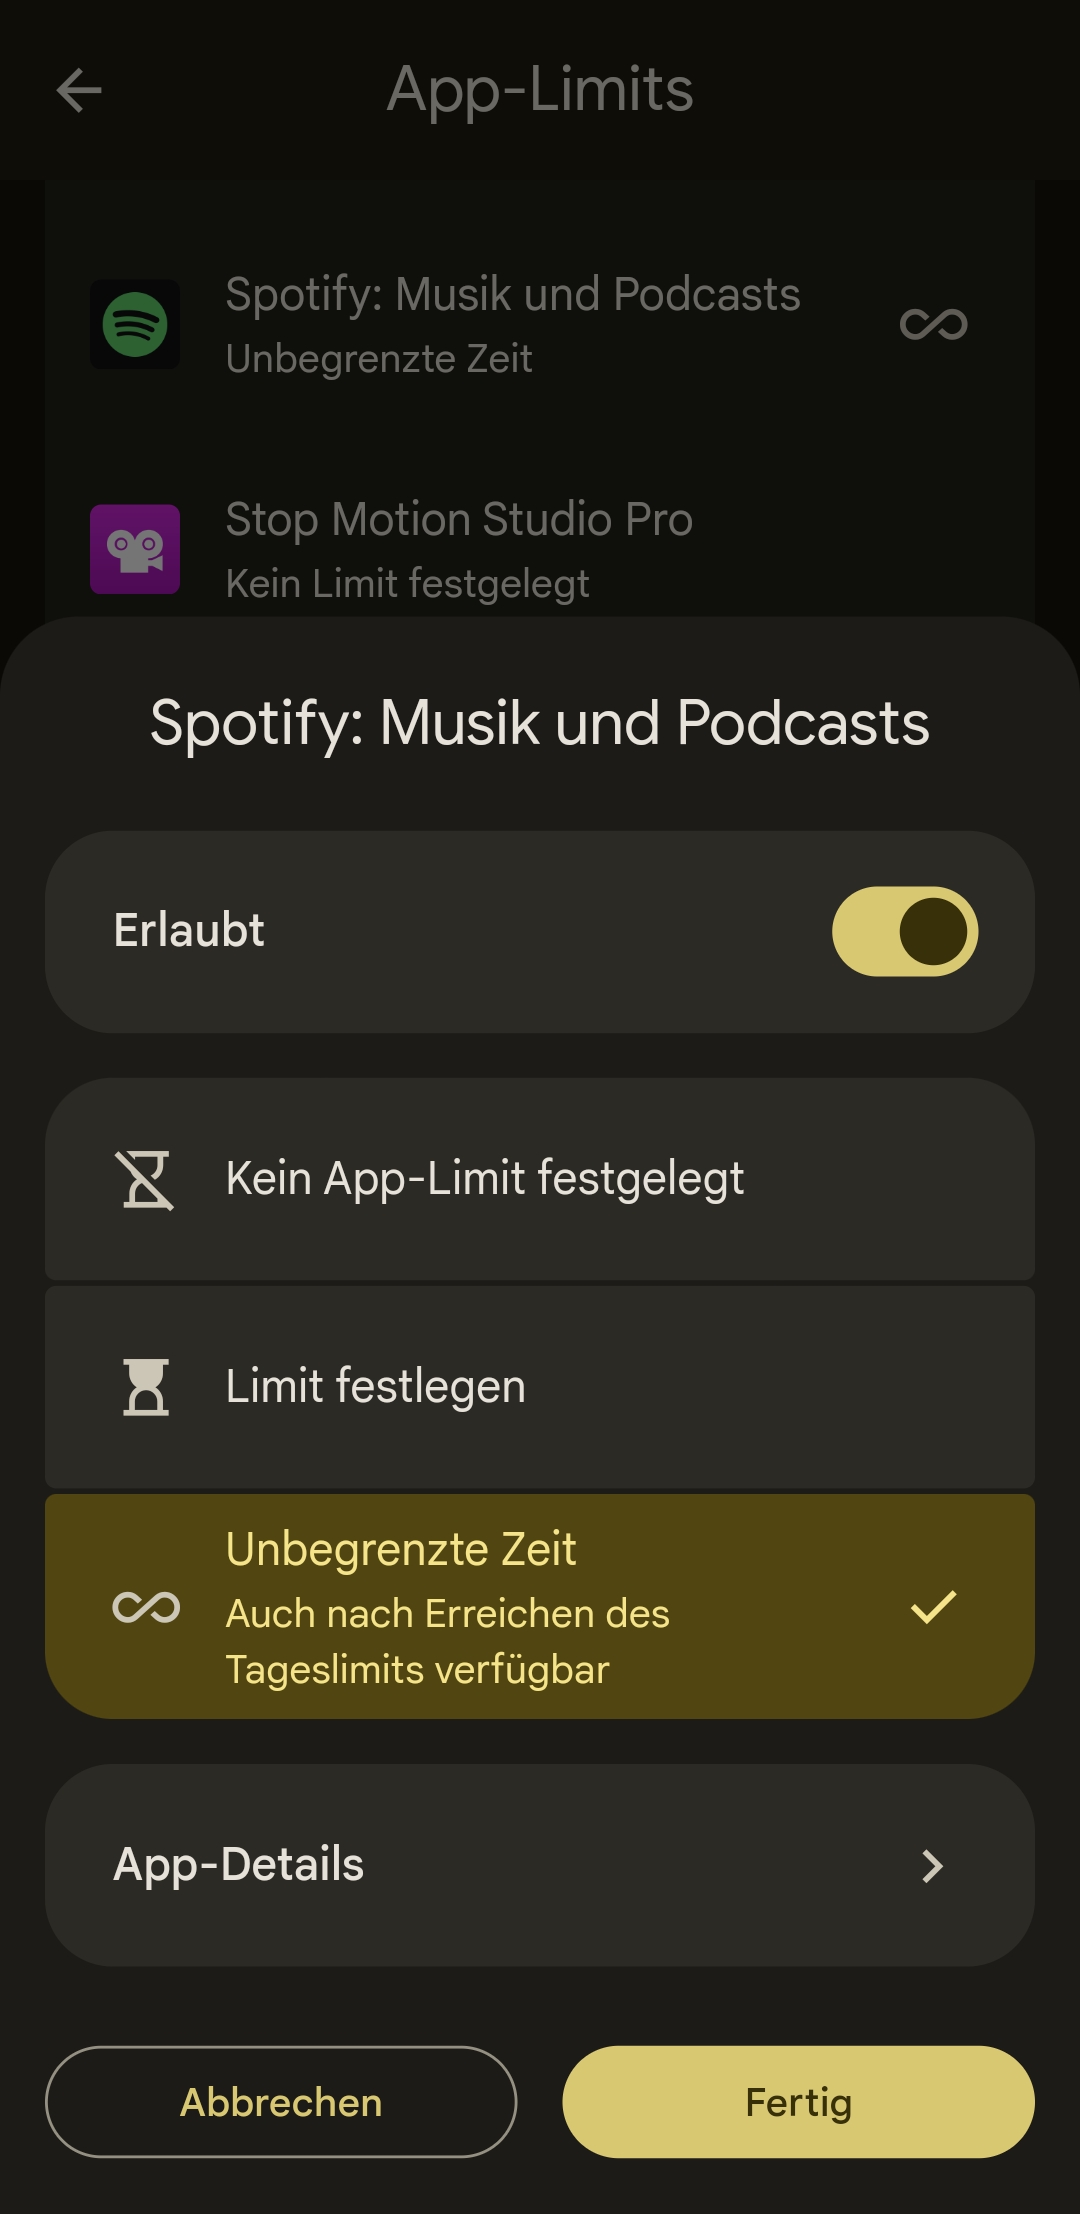 App-Limits
Spotify: Musik und Podcasts
Unbegrenzte Zeit
Stop Motion Studio Pro
Kein Limit festgelegt
Spotify: Musik und Podcasts
Erlaubt
Kein App-Limit festgelegt
Limit festlegen
Unbegrenzte Zeit
Auch nach Erreichen des
Tageslimits verfügbar
App-Details
Abbrechen
Fertig